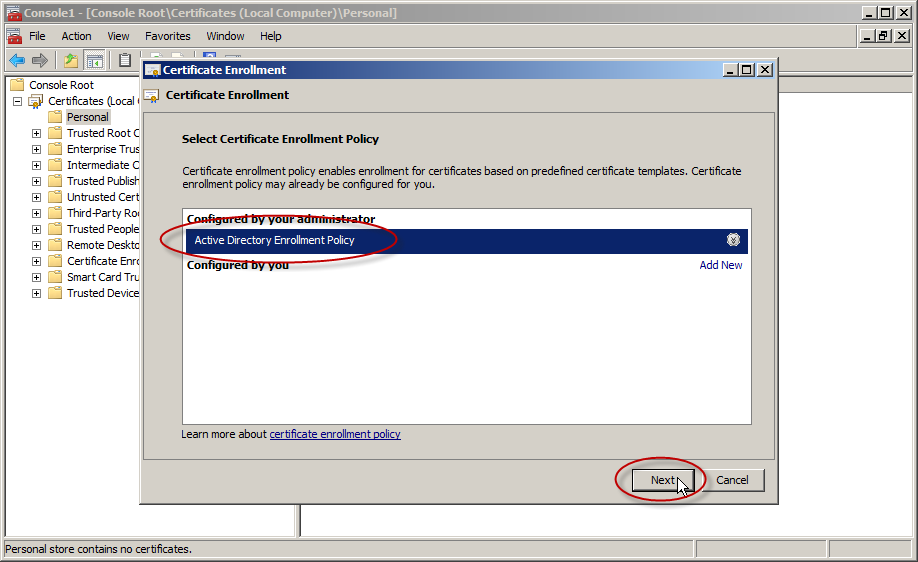 Console1 - [Console Root\Certificates (Local Computer)\Personal]
File Action View Favorites Window Help
Console Root
Certificates (Local
Personal
Trusted Root C
Enterprise Trus
Intermediate C
Trusted Publish
Untrusted Cert
Third-Party Roo
Trusted People
Remote Deskto
Certificate Enro
Smart Card Tru
Trusted Device
Certificate Enrollment
Certificate Enrollment
Select Certificate Enrollment Policy
Certificate enrollment policy enables enrollment for certificates based on predefined certificate templates. Certificate
enrollment policy may already be configured for you.
Configured by your administrator
Active Directory Enrollment Policy
Configured by you Add New
Learn more about certificate enrollment policy
Next Cancel
Personal store contains no certificates.